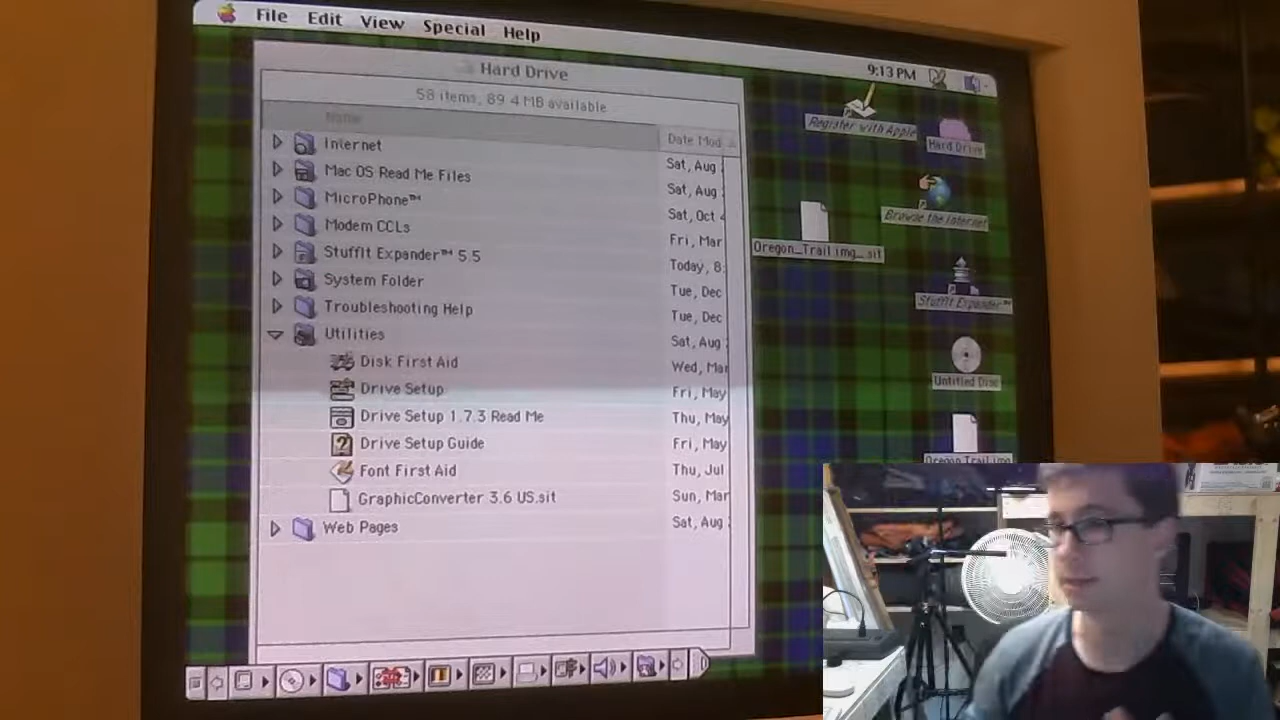 File Edit View Special Help
9:13 PM
Hard Drive
58 items, 89.4 MB available
Name
Date Mod
Internet
Sat, Aug
Mac OS Read Me Files
Sat, Aug
MicroPhone™
Sat, Oct 4
Modem CCLs
Fri, Mar
StuffIt Expander™ 5.5
Today, 8:
System Folder
Tue, Dec
Troubleshooting Help
Tue, Dec
Utilities
Sat, Aug
Disk First Aid
Wed, Mar
Drive Setup
Fri, May
Drive Setup 1.7.3 Read Me
Thu, May
Drive Setup Guide
Fri, May
Font First Aid
Thu, Jul
GraphicConverter 3.6 US.sit
Sun, Mar
Web Pages
Sat, Aug
Register with Apple
Hard Drive
Browse the Internet
Oregon_Trail.img_.sit
StuffIt Expander™
Untitled Disc
Oregon Trail.img